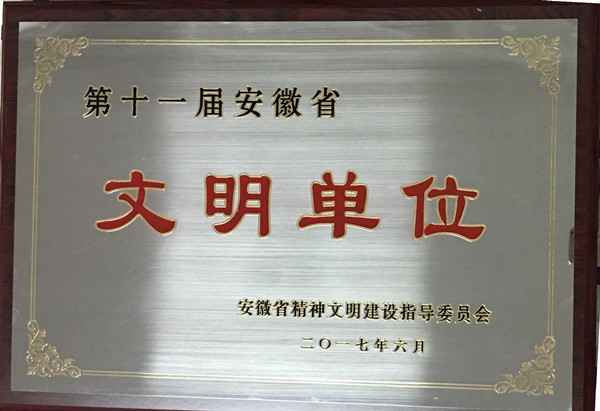 第十一届安徽省
文明单位
安徽省精神文明建设指导委员会
二〇一七年六月